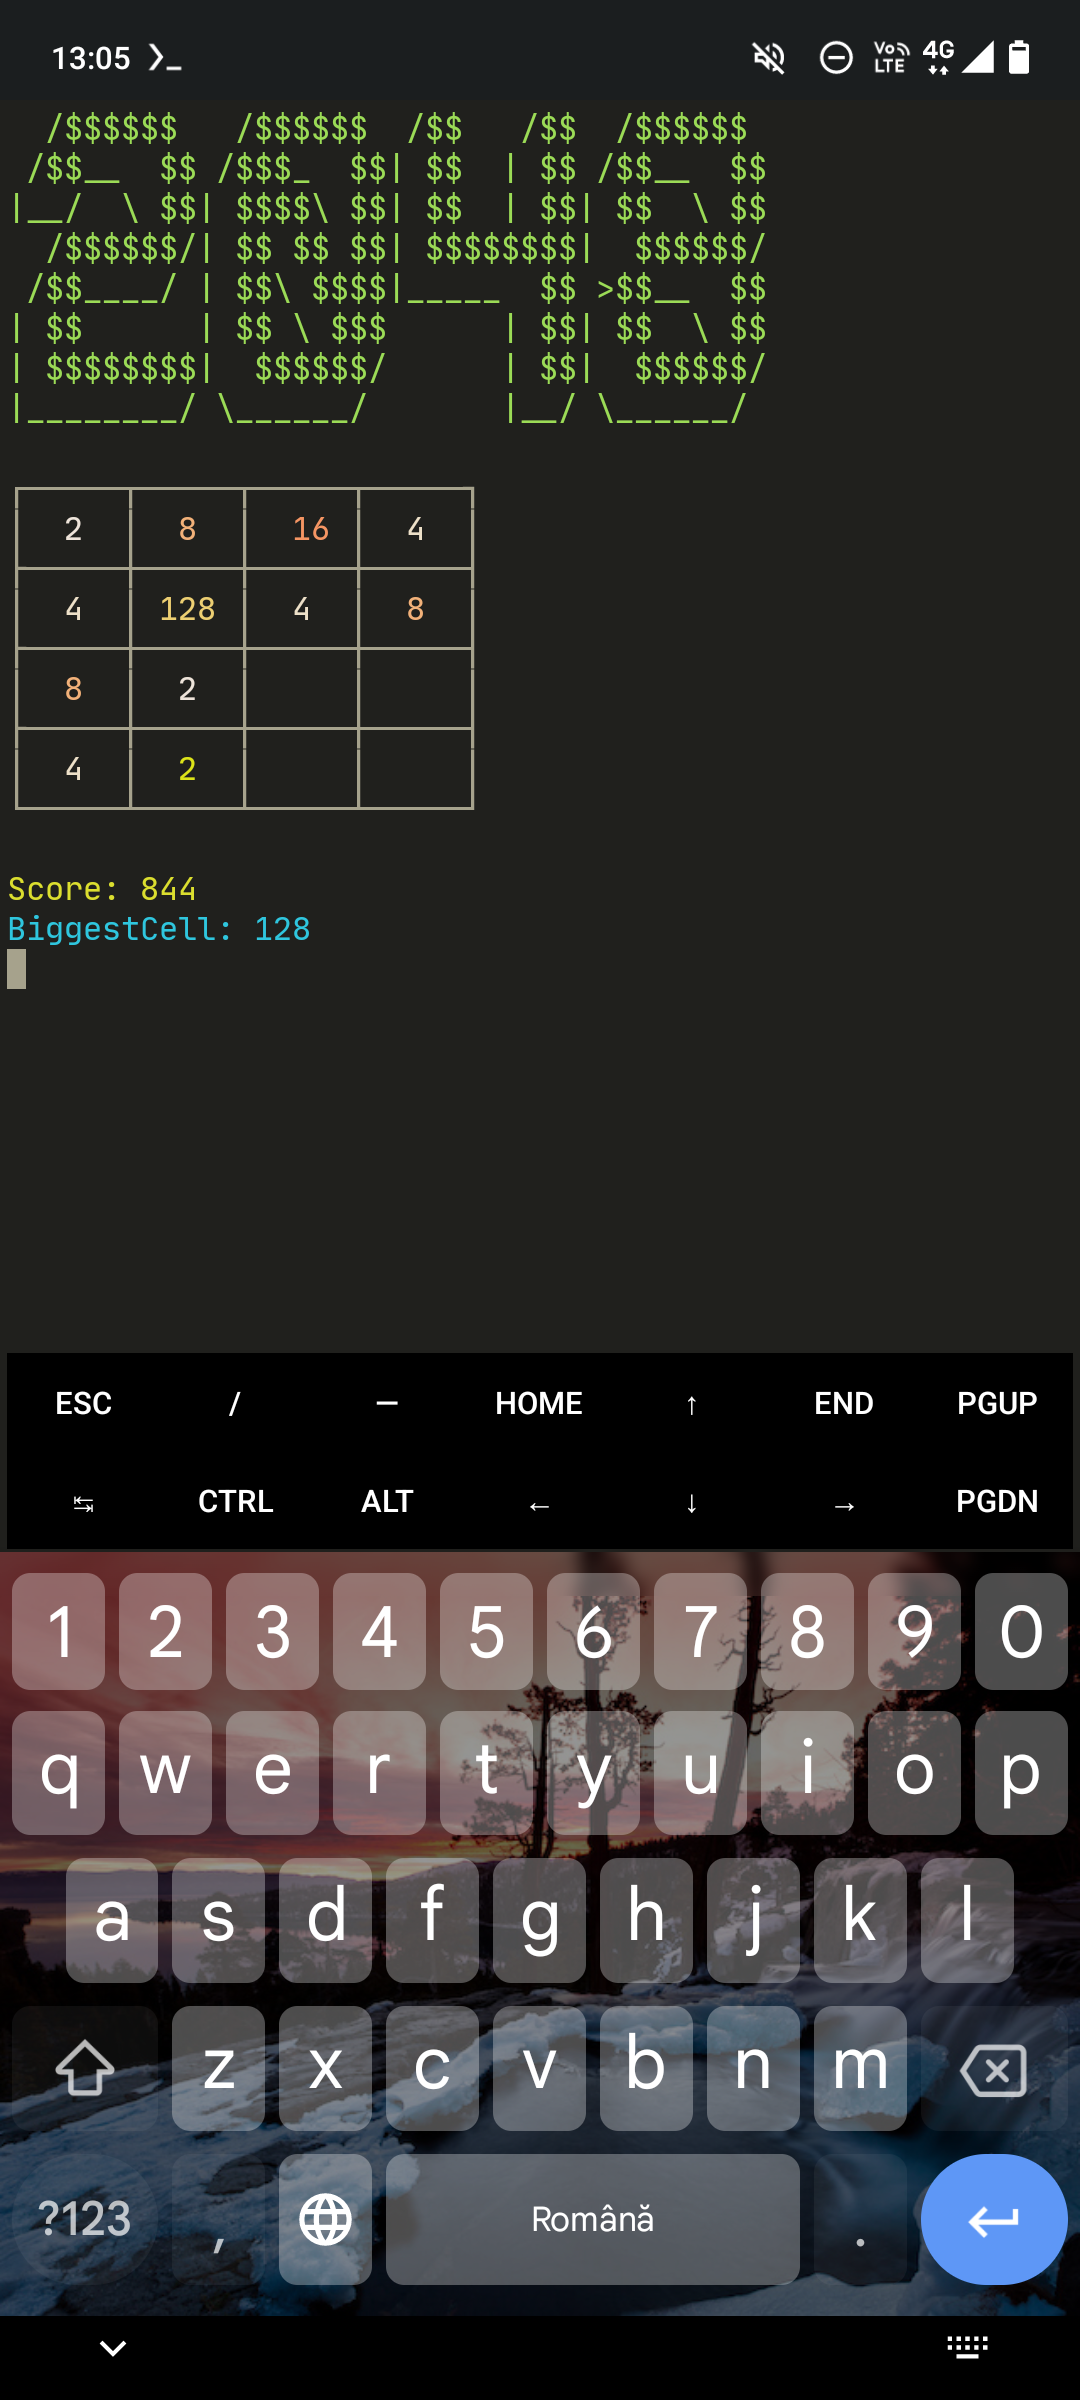 13:05
Vo LTE 4G
  /$$$$$$   /$$$$$$  /$$   /$$  /$$$$$$
 /$$__  $$ /$$$_  $$| $$  | $$ /$$__  $$
|__/  \ $$| $$$$\ $$| $$  | $$| $$  \ $$
  /$$$$$$/| $$ $$ $$| $$$$$$$$|  $$$$$$/
 /$$____/ | $$\ $$$$|_____  $$ >$$__  $$
| $$      | $$ \ $$$      | $$| $$  \ $$
| $$$$$$$$|  $$$$$$/      | $$|  $$$$$$/
|________/ \______/       |__/ \______/
2 8 16 4
4 128 4 8
8 2
4 2
Score: 844
BiggestCell: 128
ESC / — HOME ↑ END PGUP
↹ CTRL ALT ← ↓ → PGDN
1 2 3 4 5 6 7 8 9 0
q w e r t y u i o p
a s d f g h j k l
z x c v b n m
?123 , Română .